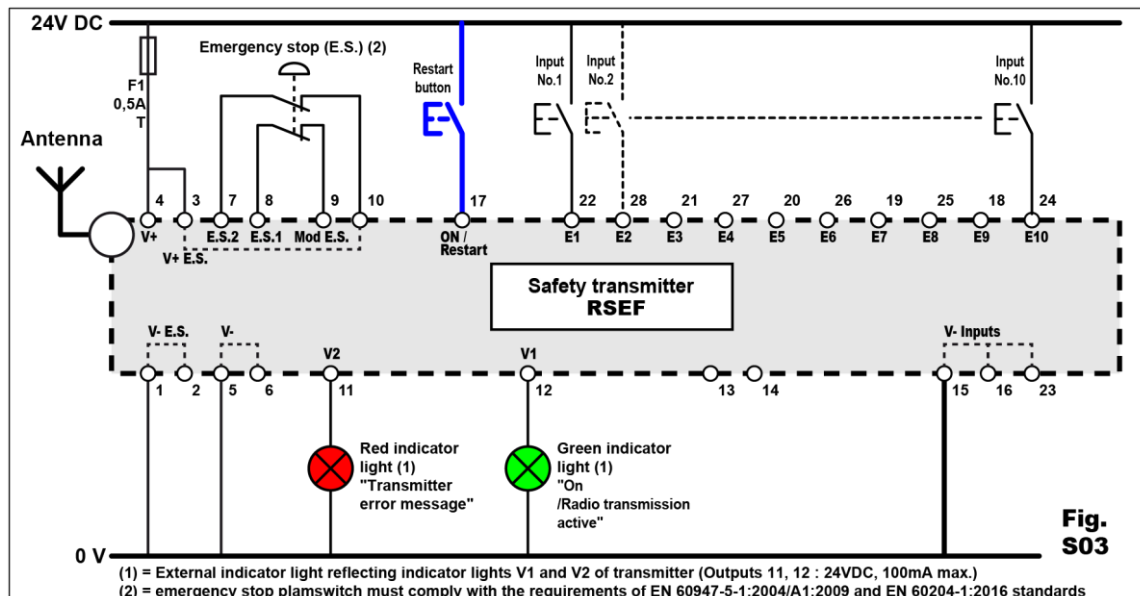 24V DC
Emergency stop (E.S.) (2)
F1
0,5A
T
Restart
button
Input
No.1
Input
No.2
Input
No.10
Antenna
4 3 7 8 9 10 17 22 28 21 27 20 26 19 25 18 24
V+ E.S.2 E.S.1 Mod E.S. ON / E1 E2 E3 E4 E5 E6 E7 E8 E9 E10
Restart
V+ E.S.
Safety transmitter
RSEF
V- E.S. V- V2 V1 V- Inputs
1 2 5 6 11 12 13 14 15 16 23
Red indicator
light (1)
"Transmitter
error message"
Green indicator
light (1)
"On
/Radio transmission
active"
Fig.
S03
0 V
(1) = External indicator light reflecting indicator lights V1 and V2 of transmitter (Outputs 11, 12 : 24VDC, 100mA max.)
(2) = emergency stop plamswitch must comply with the requirements of EN 60947-5-1:2004/A1:2009 and EN 60204-1:2016 standards